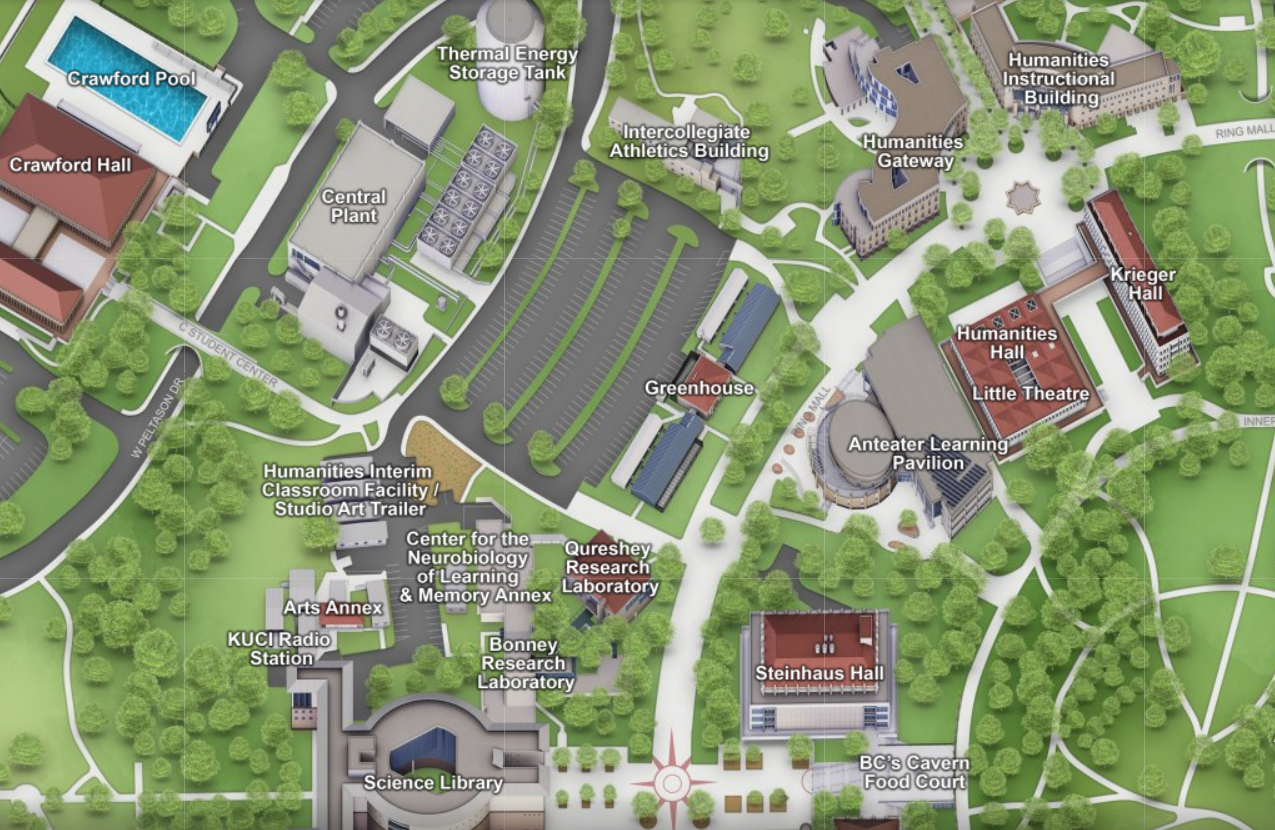 Thermal Energy
Storage Tank
Crawford Pool
Humanities
Instructional
Building
RING MALL
Intercollegiate
Athletics Building
Humanities
Gateway
Crawford Hall
Central
Plant
Krieger
Hall
C STUDENT CENTER
Humanities
Hall
Greenhouse
Little Theatre
RING MALL
W PELTASON DR
INNER
Anteater Learning
Pavilion
Humanities Interim
Classroom Facility /
Studio Art Trailer
Center for the
Neurobiology
of Learning
& Memory Annex
Qureshey
Research
Laboratory
Arts Annex
KUCI Radio
Station
Bonney
Research
Laboratory
Steinhaus Hall
Science Library
BC's Cavern
Food Court